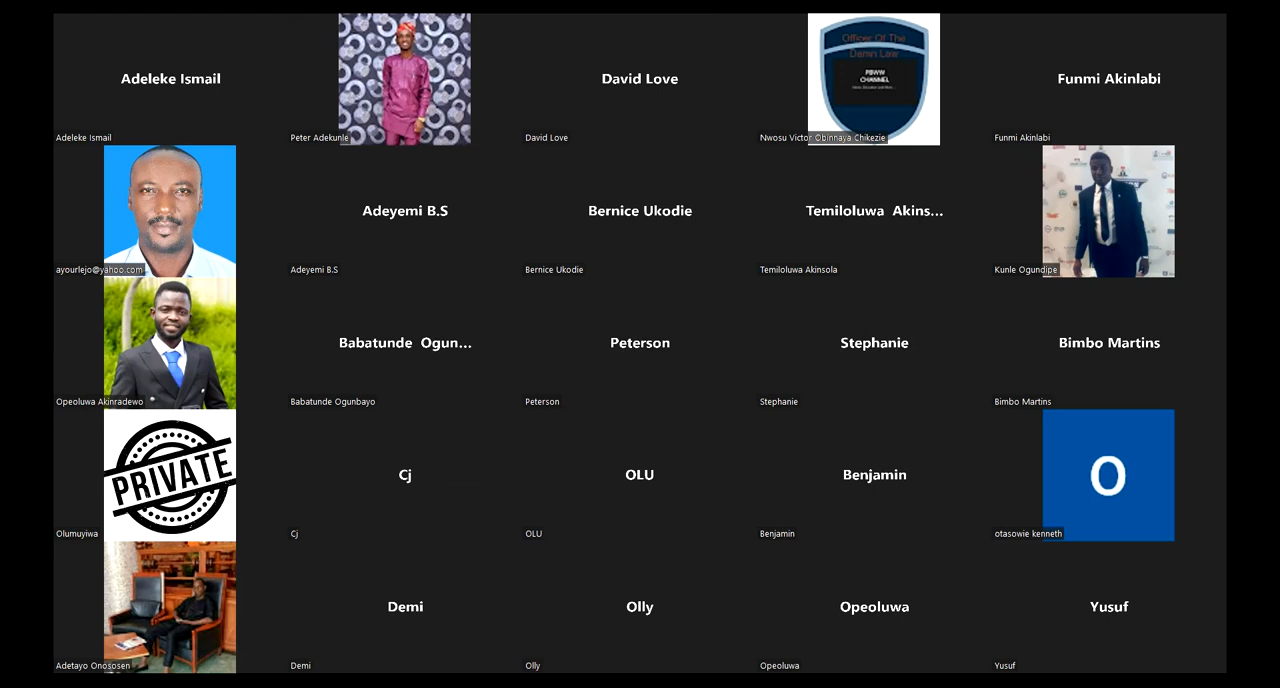 Adeleke Ismail
Adeleke Ismail
Peter Adekunle
David Love
David Love
Officer Of The
Damn Law
PBWW
CHANNEL
Nwosu Victor Obinnaya Chikezie
Funmi Akinlabi
Funmi Akinlabi
ayourlejo@yahoo.com
Adeyemi B.S
Adeyemi B.S
Bernice Ukodie
Bernice Ukodie
Temiloluwa Akins...
Temiloluwa Akinsola
Kunle Ogundipe
Opeoluwa Akinradewo
Babatunde Ogun...
Babatunde Ogunbayo
Peterson
Peterson
Stephanie
Stephanie
Bimbo Martins
Bimbo Martins
PRIVATE
Olumuyiwa
Cj
Cj
OLU
OLU
Benjamin
Benjamin
O
otasowie kenneth
Adetayo Onososen
Demi
Demi
Olly
Olly
Opeoluwa
Opeoluwa
Yusuf
Yusuf